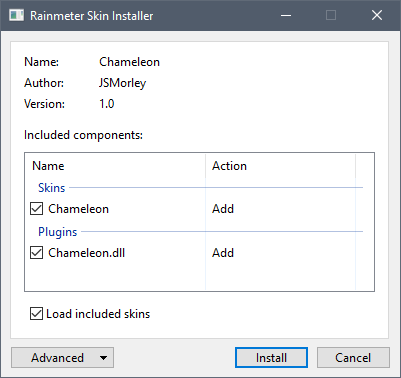 Rainmeter Skin Installer
Name: Chameleon
Author: JSMorley
Version: 1.0
Included components:
Name Action
Skins
Chameleon Add
Plugins
Chameleon.dll Add
Load included skins
Advanced Install Cancel